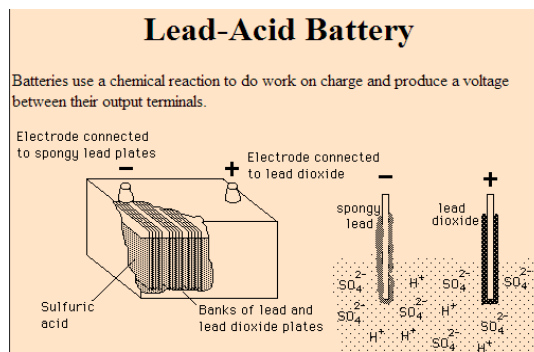 Lead-Acid Battery
Batteries use a chemical reaction to do work on charge and produce a voltage
between their output terminals.
Electrode connected
to spongy lead plates
−
+
Electrode connected
to lead dioxide
Sulfuric
acid
Banks of lead and
lead dioxide plates
−
+
spongy
lead
lead
dioxide
SO₄²⁻
H⁺
SO₄²⁻
SO₄²⁻
SO₄²⁻
SO₄²⁻
H⁺
H⁺
H⁺
SO₄²⁻
SO₄²⁻
H⁺